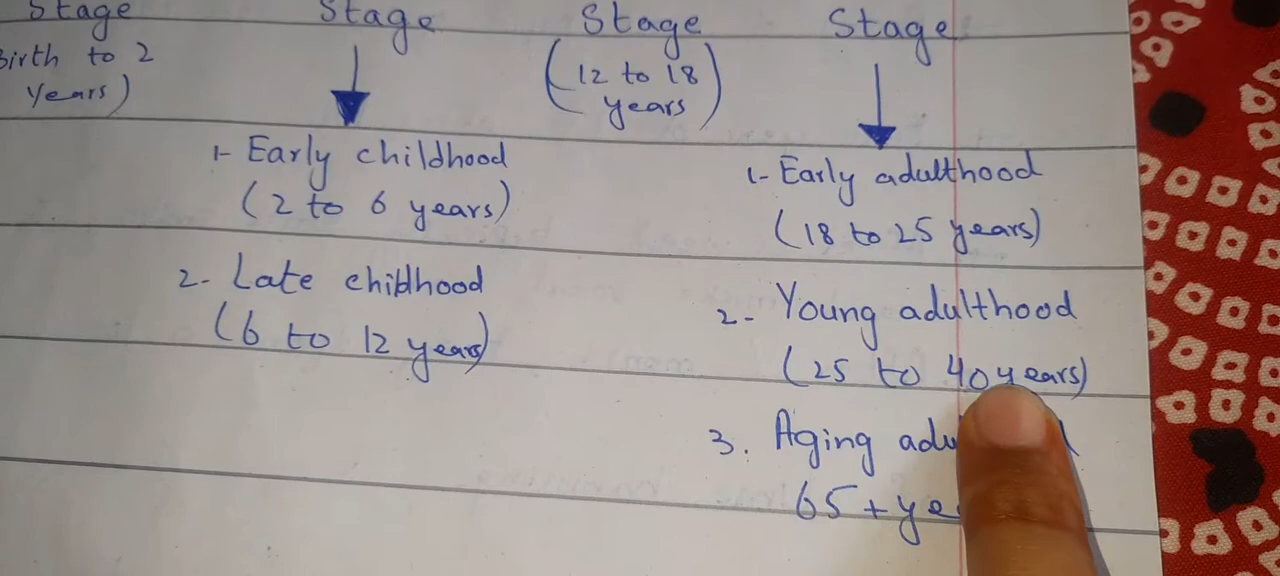 Stage
Birth to 2
years)
Stage
1- Early childhood
(2 to 6 years)
2- Late childhood
(6 to 12 years)
Stage
(12 to 18
years)
Stage
1- Early adulthood
(18 to 25 years)
2- Young adulthood
(25 to 40 years)
3. Aging
65+